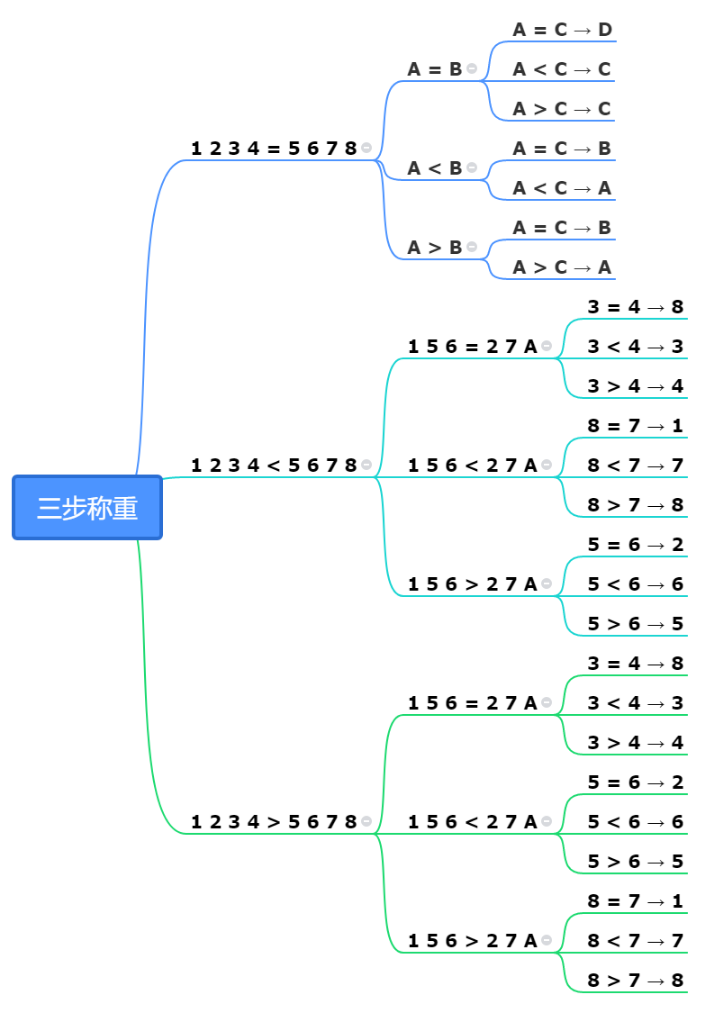 A = C → D
A = B
A < C → C
A > C → C
1 2 3 4 = 5 6 7 8
A < B
A = C → B
A < C → A
A > B
A = C → B
A > C → A
3 = 4 → 8
1 5 6 = 2 7 A
3 < 4 → 3
3 > 4 → 4
8 = 7 → 1
1 2 3 4 < 5 6 7 8
1 5 6 < 2 7 A
8 < 7 → 7
8 > 7 → 8
三步称重
5 = 6 → 2
1 5 6 > 2 7 A
5 < 6 → 6
5 > 6 → 5
3 = 4 → 8
1 5 6 = 2 7 A
3 < 4 → 3
3 > 4 → 4
5 = 6 → 2
1 2 3 4 > 5 6 7 8
1 5 6 < 2 7 A
5 < 6 → 6
5 > 6 → 5
8 = 7 → 1
1 5 6 > 2 7 A
8 < 7 → 7
8 > 7 → 8